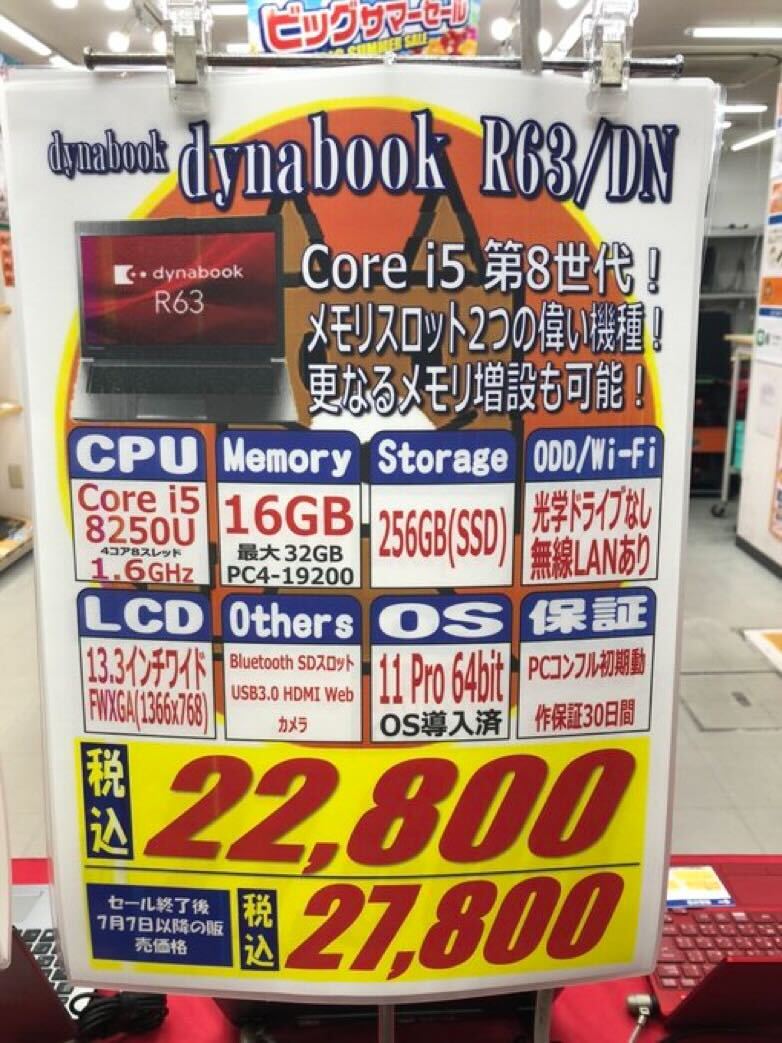 ビッグサマーセール
SUMMER SALE
dynabook dynabook R63/DN
dynabook
R63
Core i5 第8世代！
メモリスロット2つの偉い機種！
更なるメモリ増設も可能！
CPU
Core i5
8250U
4コア8スレッド
1.6GHz
Memory
16GB
最大 32GB
PC4-19200
Storage
256GB(SSD)
ODD/Wi-Fi
光学ドライブなし
無線LANあり
LCD
13.3インチワイド
FWXGA(1366x768)
Others
Bluetooth SDスロット
USB3.0 HDMI Web
カメラ
OS
11 Pro 64bit
OS導入済
保証
PCコンフル初期動
作保証30日間
税込 22,800
セール終了後
7月7日以降の販
売価格
税込 27,800